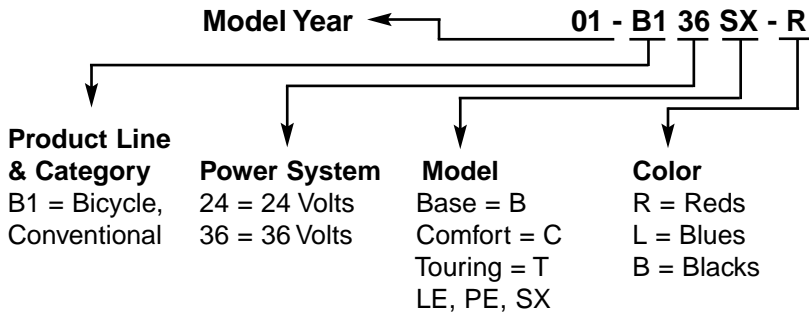 Model Year 01 - B1 36 SX - R
Product Line
& Category
B1 = Bicycle,
Conventional
Power System
24 = 24 Volts
36 = 36 Volts
Model
Base = B
Comfort = C
Touring = T
LE, PE, SX
Color
R = Reds
L = Blues
B = Blacks